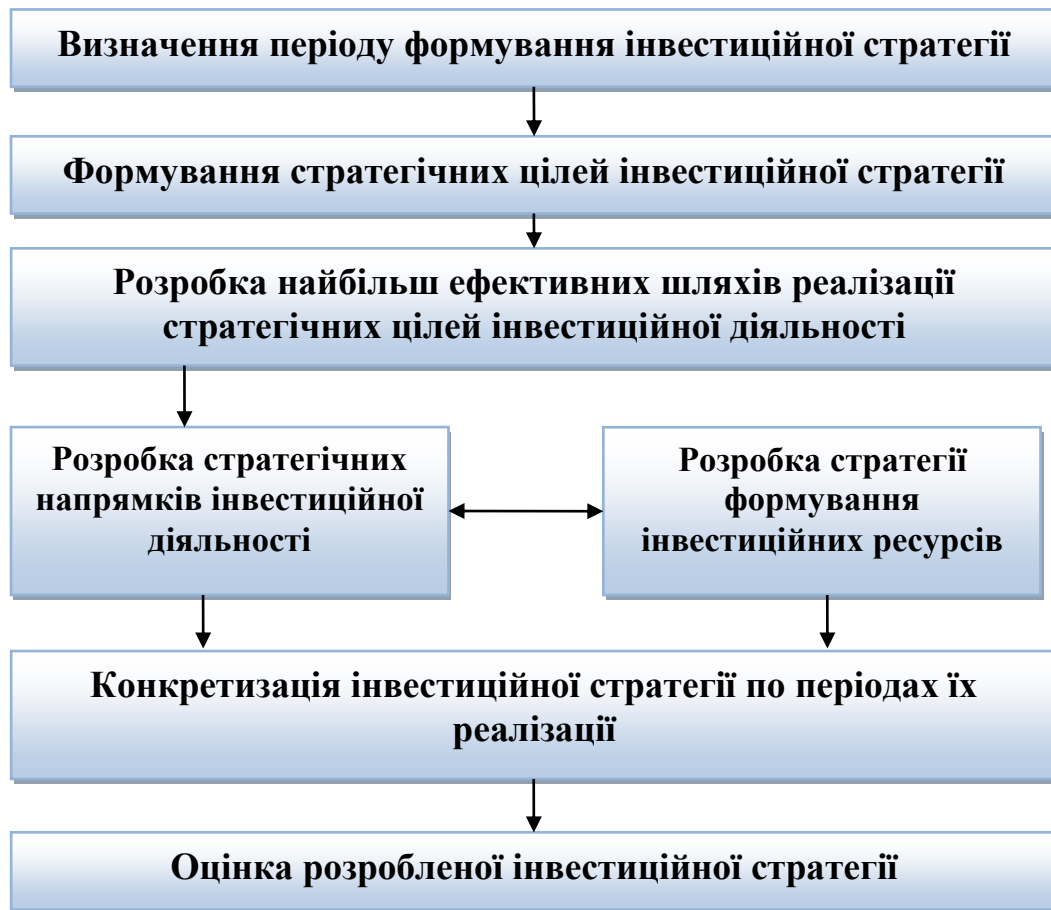 Визначення періоду формування інвестиційної стратегії
Формування стратегічних цілей інвестиційної стратегії
Розробка найбільш ефективних шляхів реалізації
стратегічних цілей інвестиційної діяльності
Розробка стратегічних
напрямків інвестиційної
діяльності
Розробка стратегії
формування
інвестиційних ресурсів
Конкретизація інвестиційної стратегії по періодах їх
реалізації
Оцінка розробленої інвестиційної стратегії